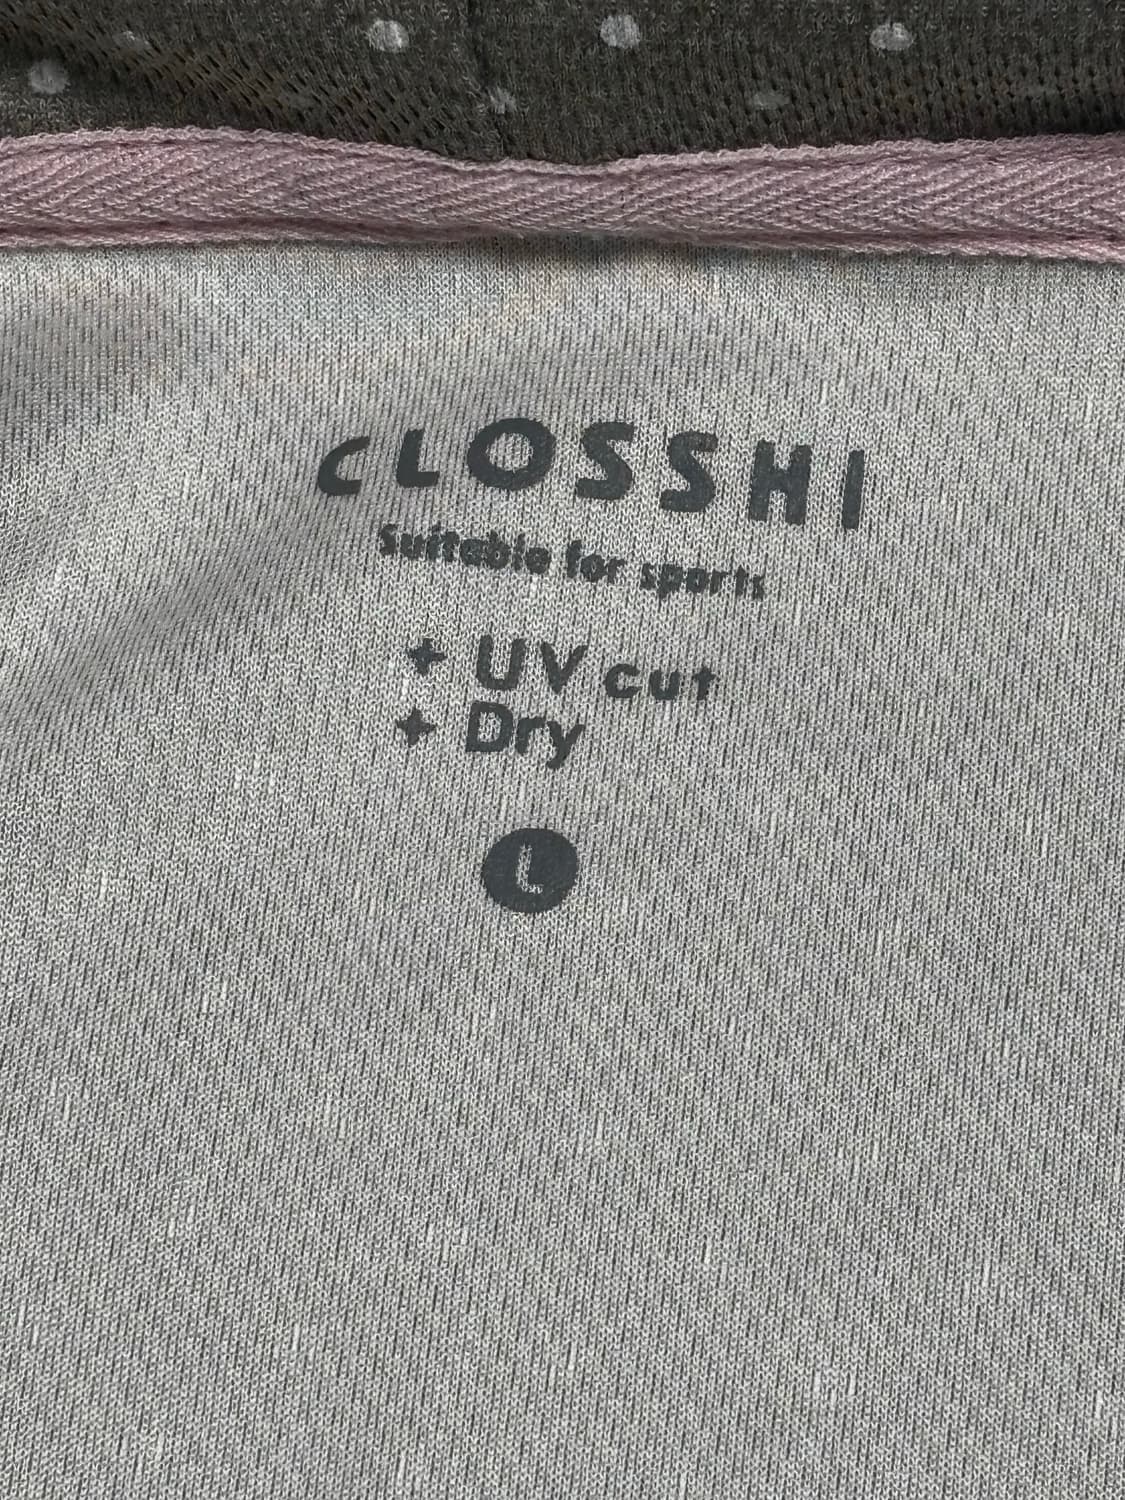 CLOSSHI
Suitable for sports
+ UV cut
+ Dry
L